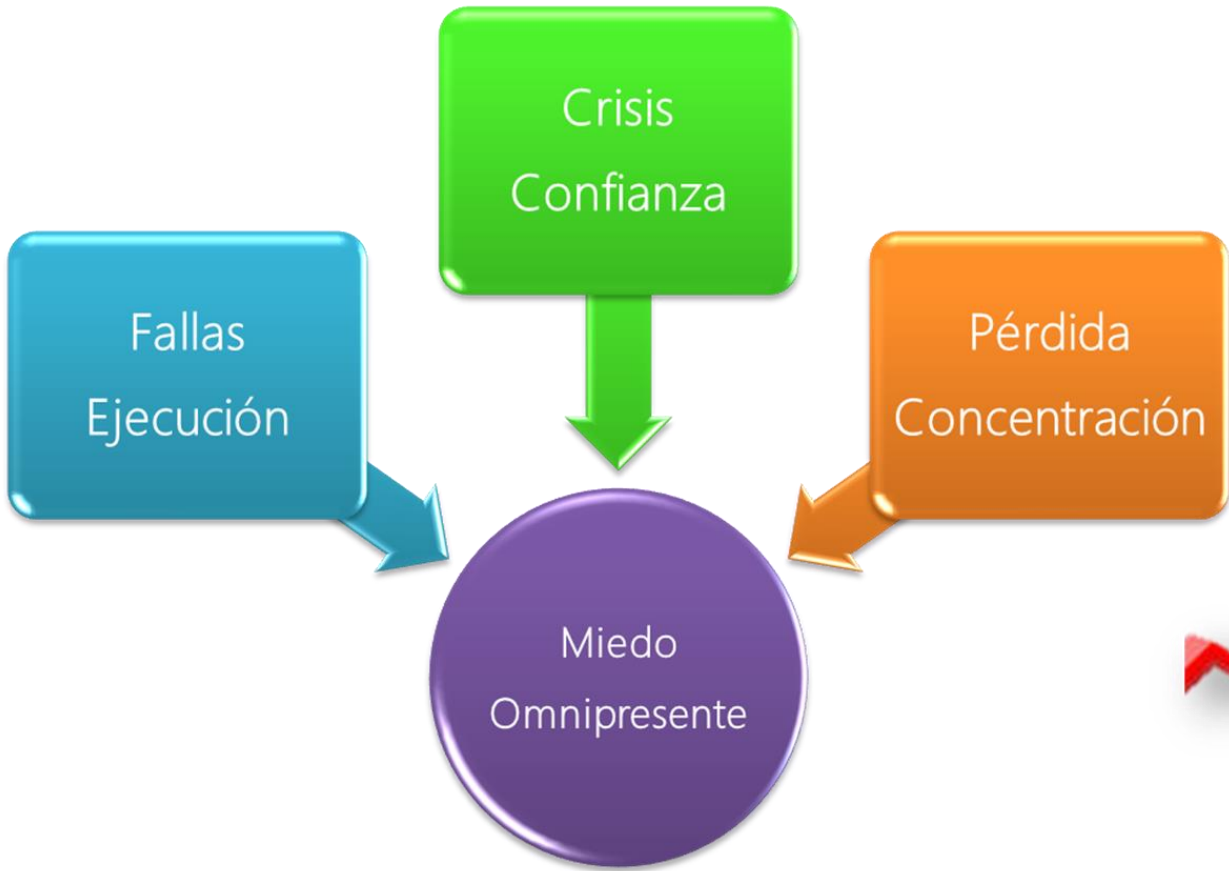 Crisis
Confianza
Fallas
Ejecución
Pérdida
Concentración
Miedo
Omnipresente